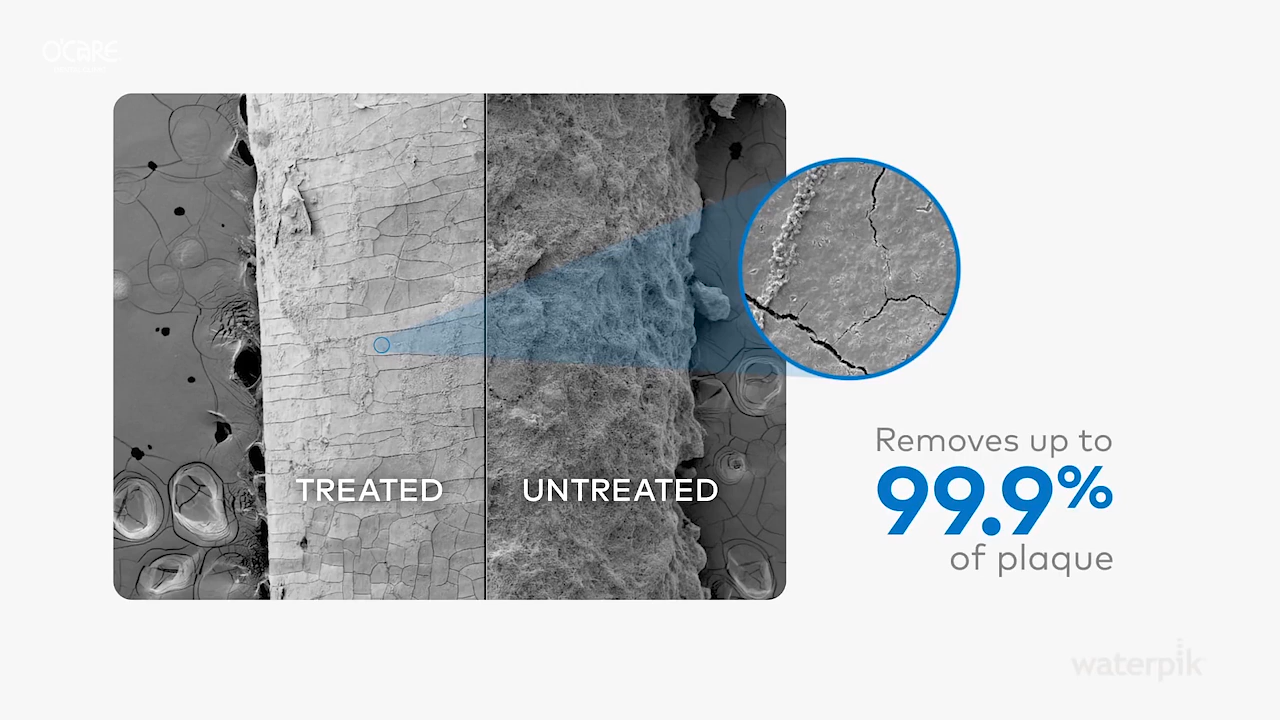 O'CARE
TREATED
UNTREATED
Removes up to
99.9%
of plaque
waterpik